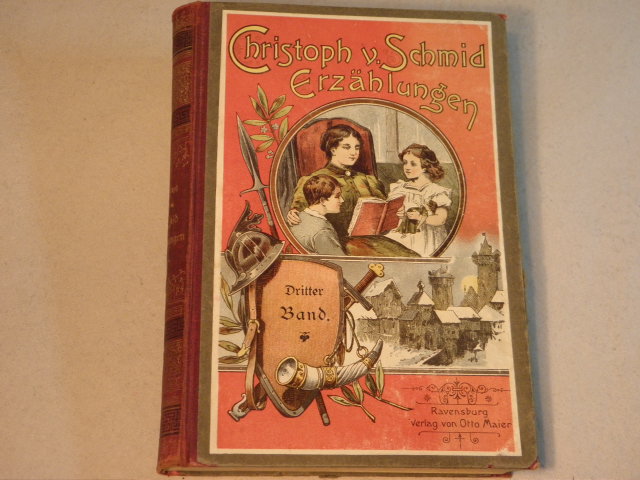 Christoph v. Schmid
Erzählungen
Dritter
Band.
Ravensburg
Verlag von Otto Maier